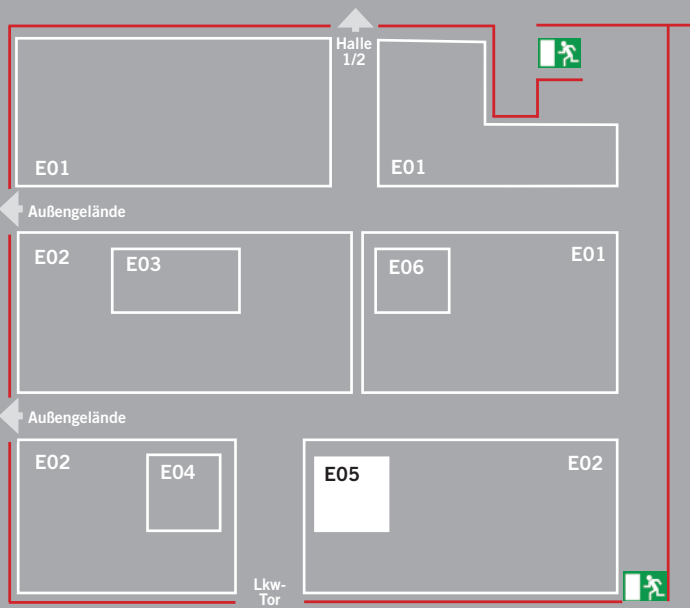 Halle
1/2
E01
E01
Außengelände
E02
E03
E06
E01
Außengelände
E02
E04
E05
E02
Lkw-
Tor